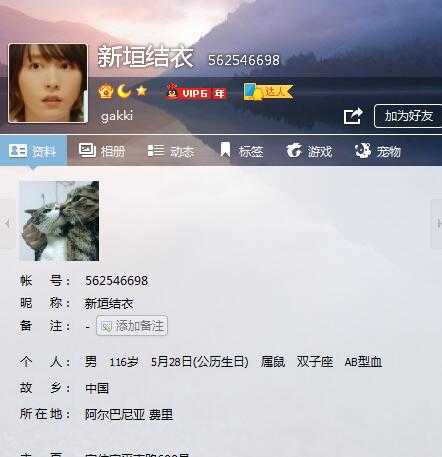 新垣结衣 562546698
VIP6 年 达人
gakki
加为好友
资料 相册 动态 标签 游戏 宠物
帐 号： 562546698
昵 称： 新垣结衣
备 注： - 添加备注
个 人： 男 116岁 5月28日(公历生日) 属鼠 双子座 AB型血
故 乡： 中国
所在地： 阿尔巴尼亚 费里